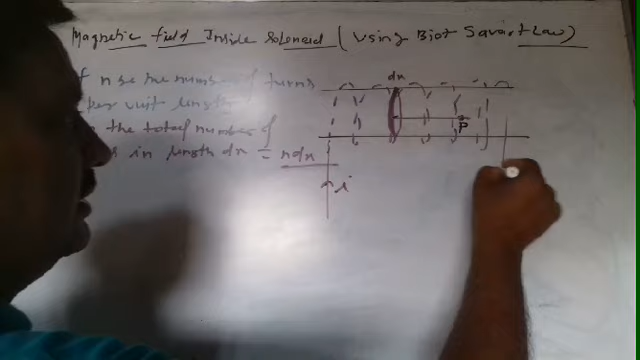 Magnetic field Inside Solenoid ( Using Biot Savart Law )
n be the number of turns
per unit length
the total number of
in length dx = ndx
dx
P
i